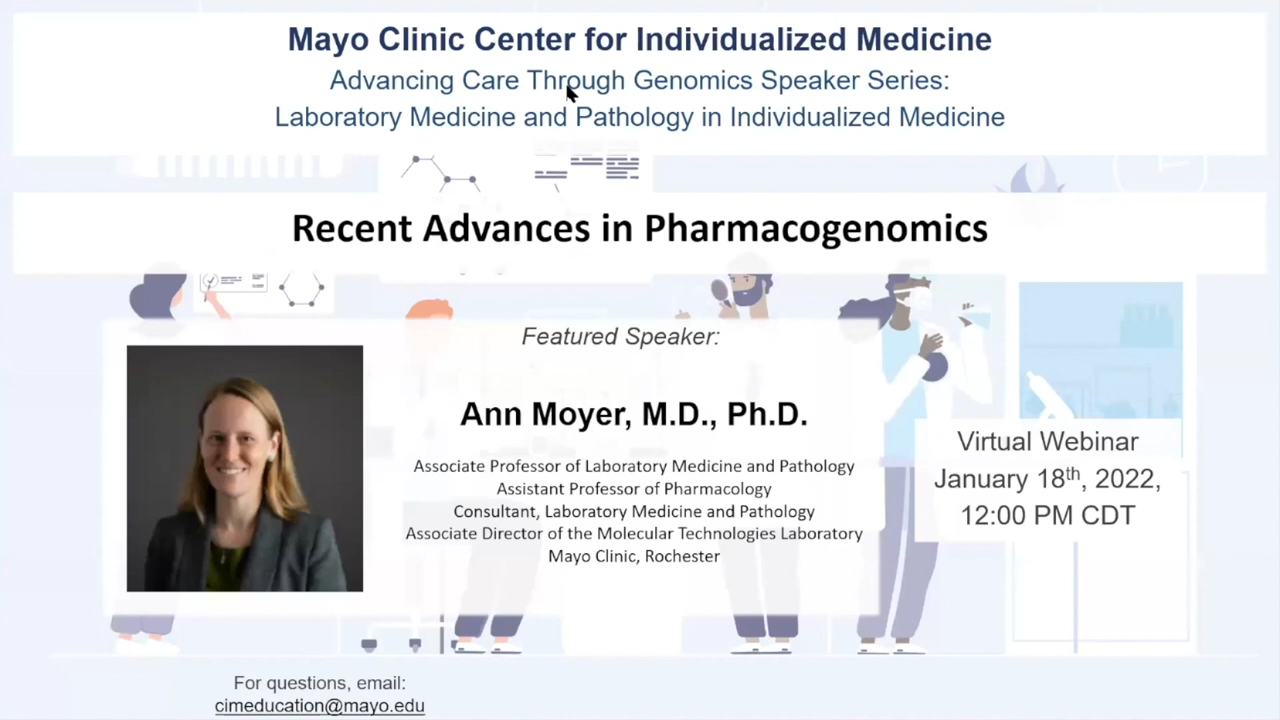 Mayo Clinic Center for Individualized Medicine
Advancing Care Through Genomics Speaker Series:
Laboratory Medicine and Pathology in Individualized Medicine
Recent Advances in Pharmacogenomics
Featured Speaker:
Ann Moyer, M.D., Ph.D.
Associate Professor of Laboratory Medicine and Pathology
Assistant Professor of Pharmacology
Consultant, Laboratory Medicine and Pathology
Associate Director of the Molecular Technologies Laboratory
Mayo Clinic, Rochester
Virtual Webinar
January 18th, 2022,
12:00 PM CDT
For questions, email:
cimeducation@mayo.edu